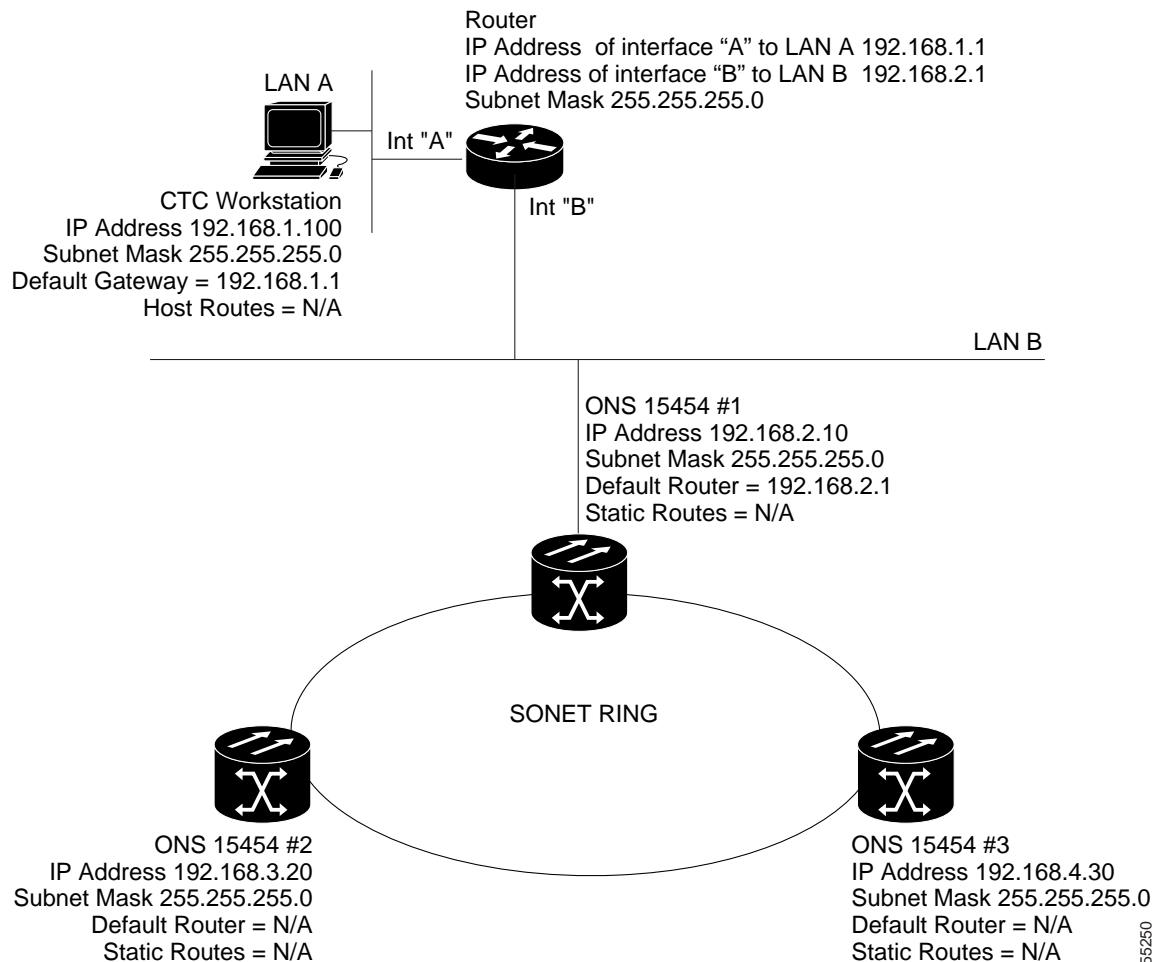 Router
IP Address of interface “A” to LAN A 192.168.1.1
IP Address of interface “B” to LAN B 192.168.2.1
Subnet Mask 255.255.255.0
LAN A
Int "A"
Int "B"
CTC Workstation
IP Address 192.168.1.100
Subnet Mask 255.255.255.0
Default Gateway = 192.168.1.1
Host Routes = N/A
LAN B
ONS 15454 #1
IP Address 192.168.2.10
Subnet Mask 255.255.255.0
Default Router = 192.168.2.1
Static Routes = N/A
SONET RING
ONS 15454 #2
IP Address 192.168.3.20
Subnet Mask 255.255.255.0
Default Router = N/A
Static Routes = N/A
ONS 15454 #3
IP Address 192.168.4.30
Subnet Mask 255.255.255.0
Default Router = N/A
Static Routes = N/A
55250